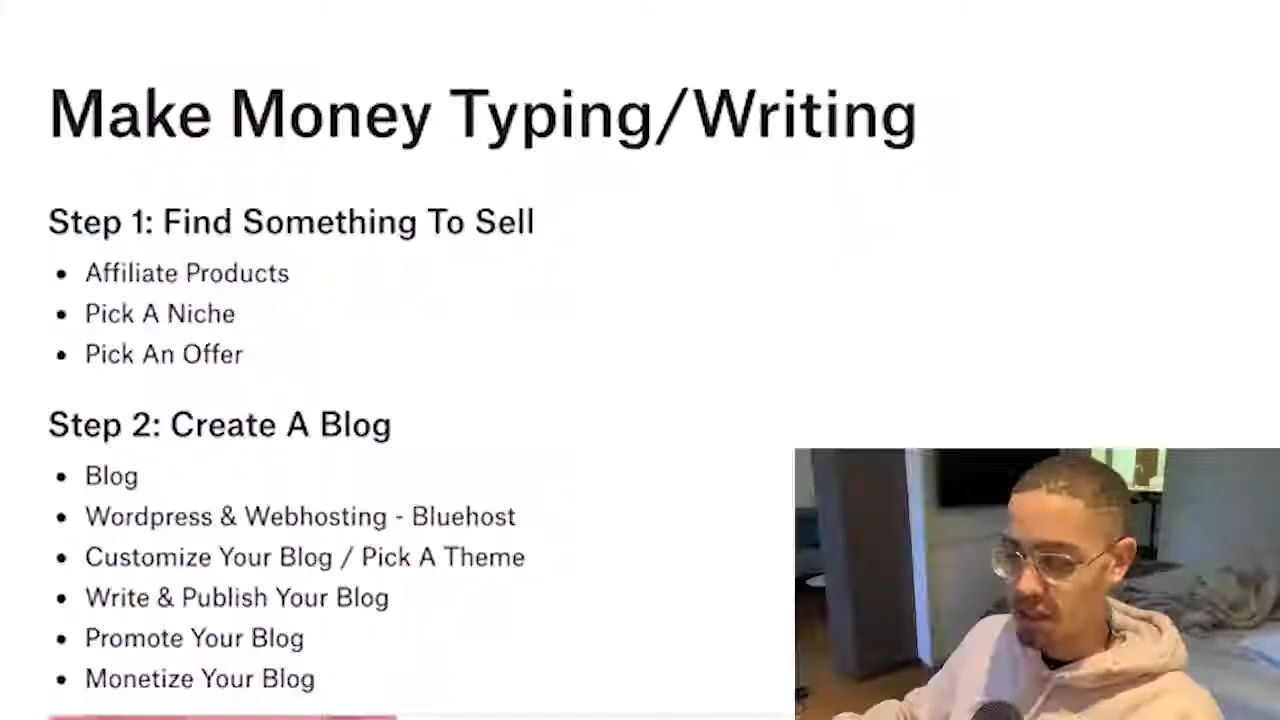 Make Money Typing/Writing
Step 1: Find Something To Sell
Affiliate Products
Pick A Niche
Pick An Offer
Step 2: Create A Blog
Blog
Wordpress & Webhosting - Bluehost
Customize Your Blog / Pick A Theme
Write & Publish Your Blog
Promote Your Blog
Monetize Your Blog